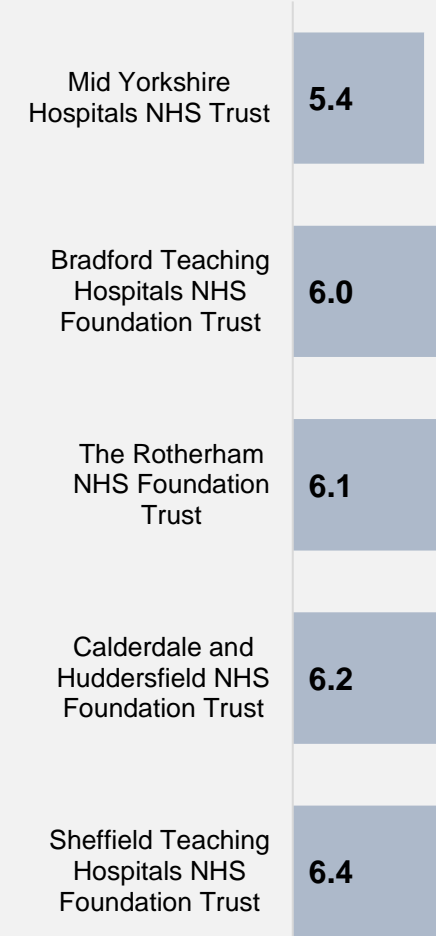 Mid Yorkshire
Hospitals NHS Trust
5.4
Bradford Teaching
Hospitals NHS
Foundation Trust
6.0
The Rotherham
NHS Foundation
Trust
6.1
Calderdale and
Huddersfield NHS
Foundation Trust
6.2
Sheffield Teaching
Hospitals NHS
Foundation Trust
6.4